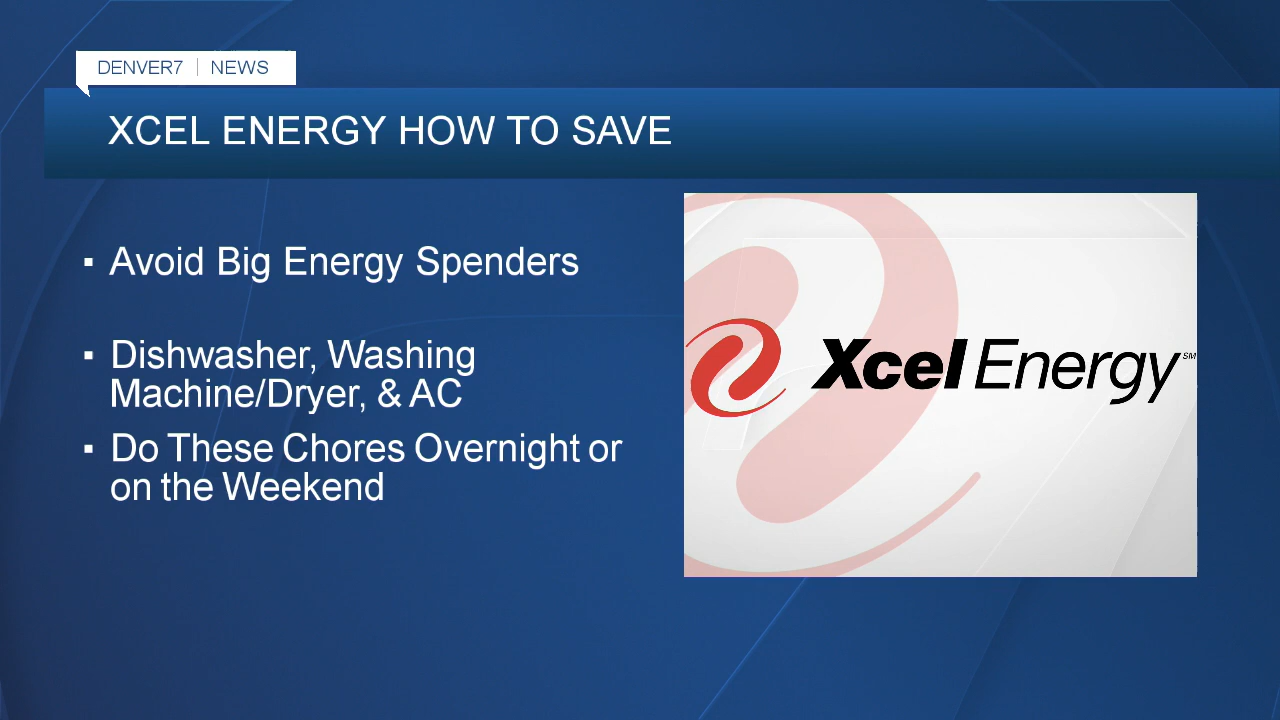 DENVER7 | NEWS
XCEL ENERGY HOW TO SAVE
▪ Avoid Big Energy Spenders
▪ Dishwasher, Washing
Machine/Dryer, & AC
▪ Do These Chores Overnight or
on the Weekend
Xcel Energy SM